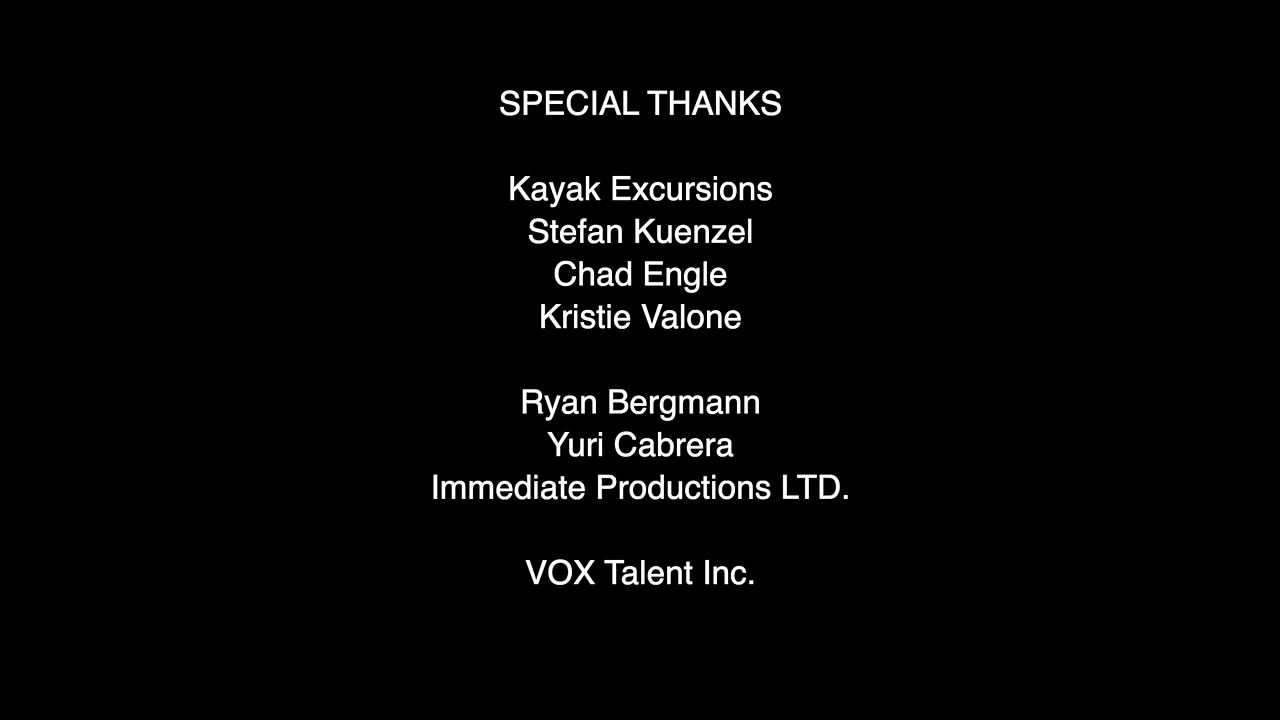 SPECIAL THANKS
Kayak Excursions
Stefan Kuenzel
Chad Engle
Kristie Valone
Ryan Bergmann
Yuri Cabrera
Immediate Productions LTD.
VOX Talent Inc.